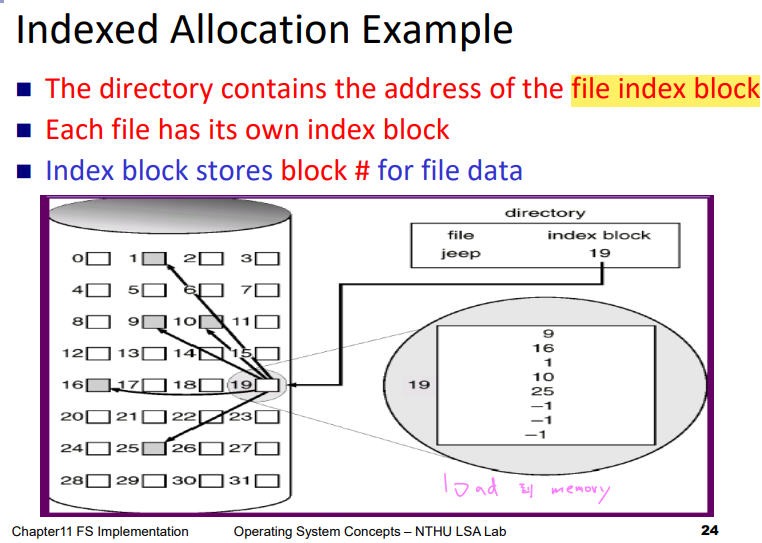 Indexed Allocation Example
The directory contains the address of the file index block
Each file has its own index block
Index block stores block # for file data
directory
file index block
jeep 19
0 1 2 3
4 5 6 7
8 9 10 11
12 13 14 15
16 17 18 19
20 21 22 23
24 25 26 27
28 29 30 31
19
9
16
1
10
25
–1
–1
–1
load 到 memory
Chapter11 FS Implementation Operating System Concepts – NTHU LSA Lab 24